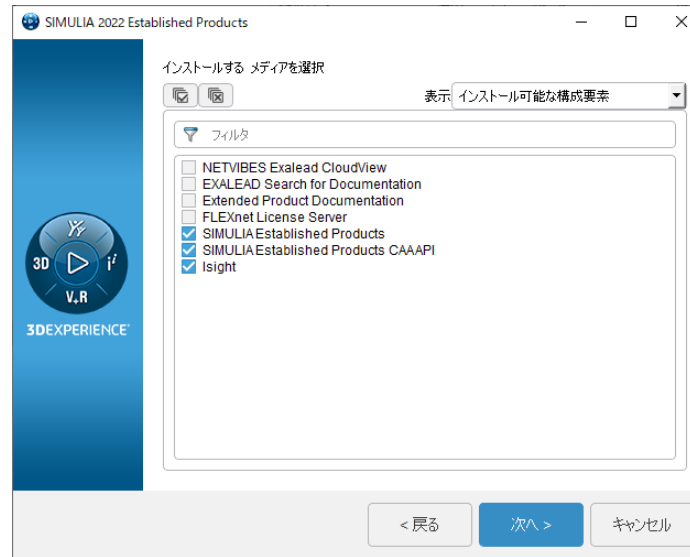 SIMULIA 2022 Established Products
インストールする メディアを選択
表示 インストール可能な構成要素
フィルタ
NETVIBES Exalead CloudView
EXALEAD Search for Documentation
Extended Product Documentation
FLEXnet License Server
SIMULIA Established Products
SIMULIA Established Products CAAAPI
Isight
3D
V+R
3DEXPERIENCE
< 戻る
次へ >
キャンセル